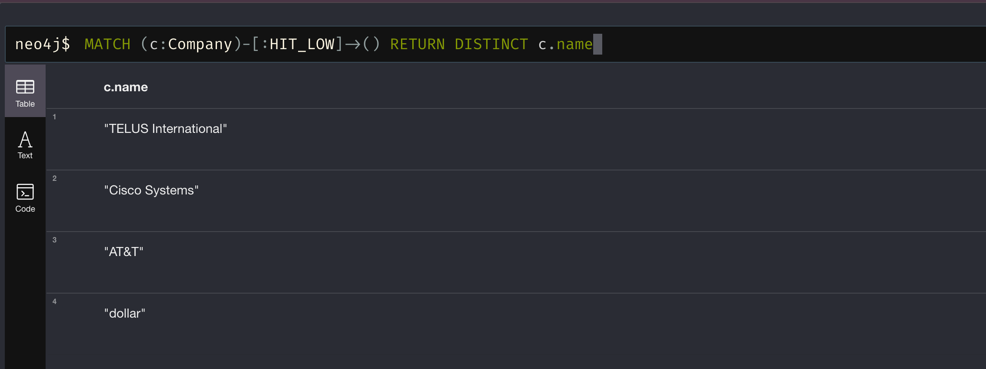 neo4j$ MATCH (c:Company)-[:HIT_LOW]->() RETURN DISTINCT c.name
Table
c.name
1
"TELUS International"
Text
2
"Cisco Systems"
Code
3
"AT&T"
4
"dollar"